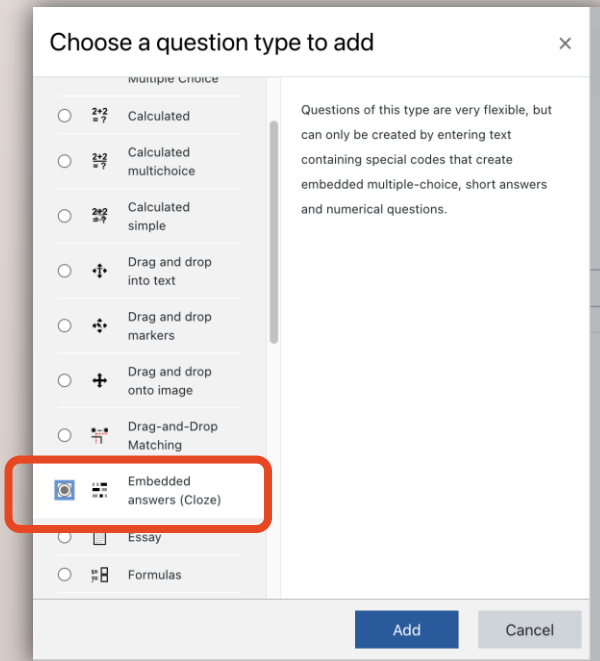 Choose a question type to add
×
Multiple Choice
2+2
= ?
Calculated
2+2
= ?
Calculated
multichoice
2+2
= ?
Calculated
simple
Drag and drop
into text
Drag and drop
markers
Drag and drop
onto image
Drag-and-Drop
Matching
Embedded
answers (Cloze)
Essay
Formulas
Questions of this type are very flexible, but
can only be created by entering text
containing special codes that create
embedded multiple-choice, short answers
and numerical questions.
Add
Cancel